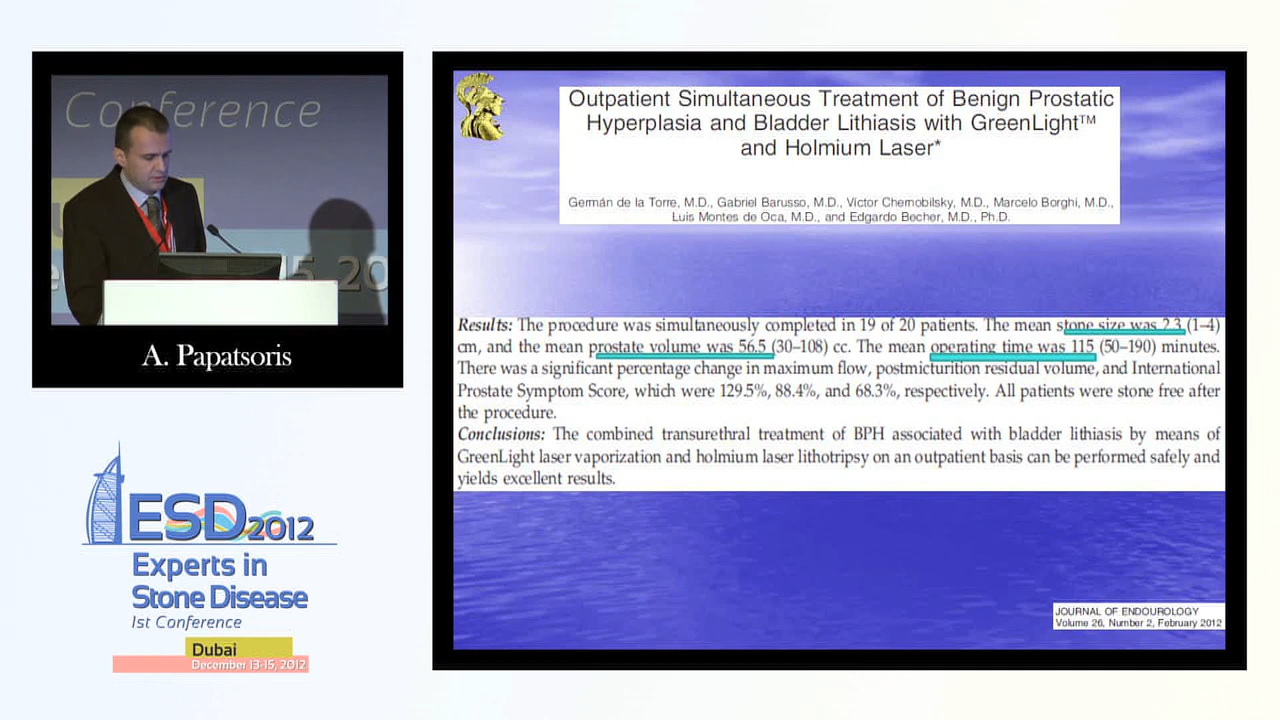 Conference
15, 20
A. Papatsoris
ESD2012
Experts in
Stone Disease
1st Conference
Dubai
December 13-15, 2012
Outpatient Simultaneous Treatment of Benign Prostatic
Hyperplasia and Bladder Lithiasis with GreenLight™
and Holmium Laser*
Germán de la Torre, M.D., Gabriel Barusso, M.D., Víctor Chernobilsky, M.D., Marcelo Borghi, M.D.,
Luis Montes de Oca, M.D., and Edgardo Becher, M.D., Ph.D.
Results: The procedure was simultaneously completed in 19 of 20 patients. The mean stone size was 2.3 (1–4)
cm, and the mean prostate volume was 56.5 (30–108) cc. The mean operating time was 115 (50–190) minutes.
There was a significant percentage change in maximum flow, postmicturition residual volume, and International
Prostate Symptom Score, which were 129.5%, 88.4%, and 68.3%, respectively. All patients were stone free after
the procedure.
Conclusions: The combined transurethral treatment of BPH associated with bladder lithiasis by means of
GreenLight laser vaporization and holmium laser lithotripsy on an outpatient basis can be performed safely and
yields excellent results.
JOURNAL OF ENDOUROLOGY
Volume 26, Number 2, February 2012